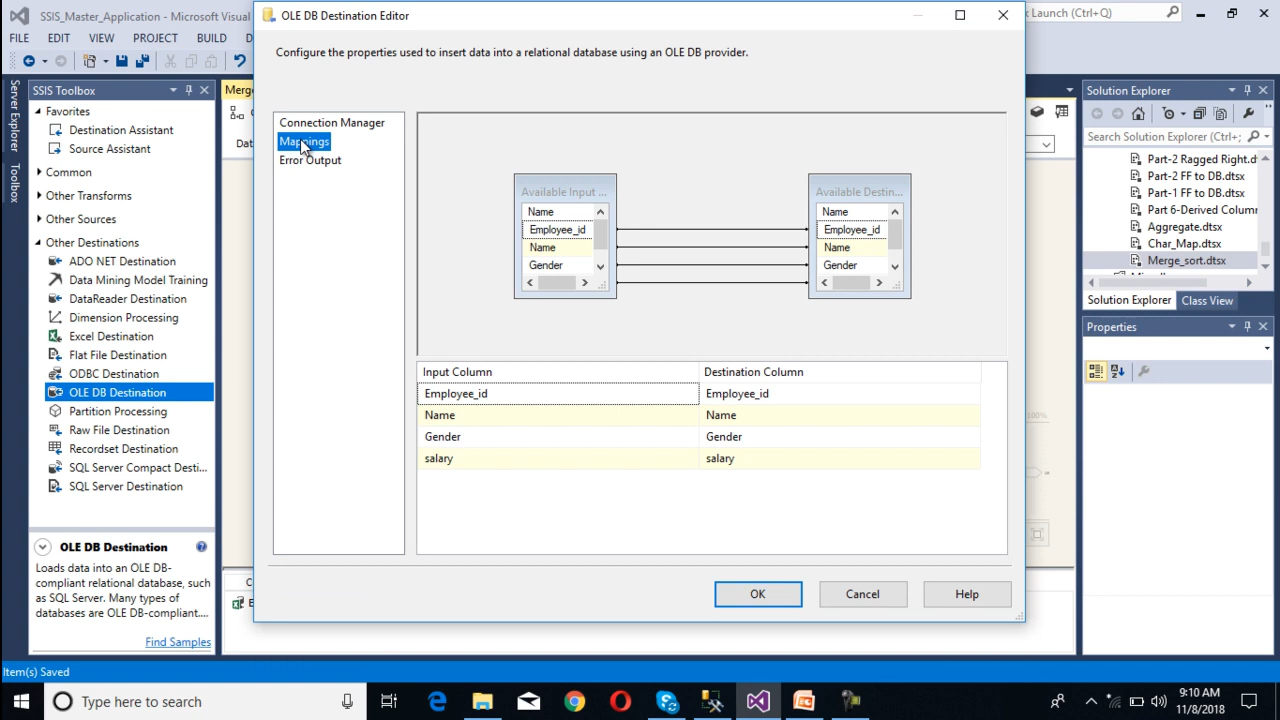 SSIS_Master_Application - Microsoft Visual
OLE DB Destination Editor
Launch (Ctrl+Q)
FILE EDIT VIEW PROJECT BUILD
Configure the properties used to insert data into a relational database using an OLE DB provider.
Server Explorer
Toolbox
SSIS Toolbox
Favorites
Destination Assistant
Source Assistant
Common
Other Transforms
Other Sources
Other Destinations
ADO NET Destination
Data Mining Model Training
DataReader Destination
Dimension Processing
Excel Destination
Flat File Destination
ODBC Destination
OLE DB Destination
Partition Processing
Raw File Destination
Recordset Destination
SQL Server Compact Desti...
SQL Server Destination
OLE DB Destination
Loads data into an OLE DB-
compliant relational database, such
as SQL Server. Many types of
databases are OLE DB-compliant....
Find Samples
Merge
Dat
Connection Manager
Mappings
Error Output
Available Input ...
Name
Employee_id
Name
Gender
Available Destin...
Name
Employee_id
Name
Gender
Input Column Destination Column
Employee_id Employee_id
Name Name
Gender Gender
salary salary
OK Cancel Help
100%
Solution Explorer
Search Solution Explorer (Ctrl+;
Part-2 Ragged Right.d
Part-2 FF to DB.dtsx
Part-1 FF to DB.dtsx
Part 6-Derived Column
Aggregate.dtsx
Char_Map.dtsx
Merge_sort.dtsx
Solution Explorer Class View
Properties
Item(s) Saved
Type here to search
9:10 AM
11/8/2018